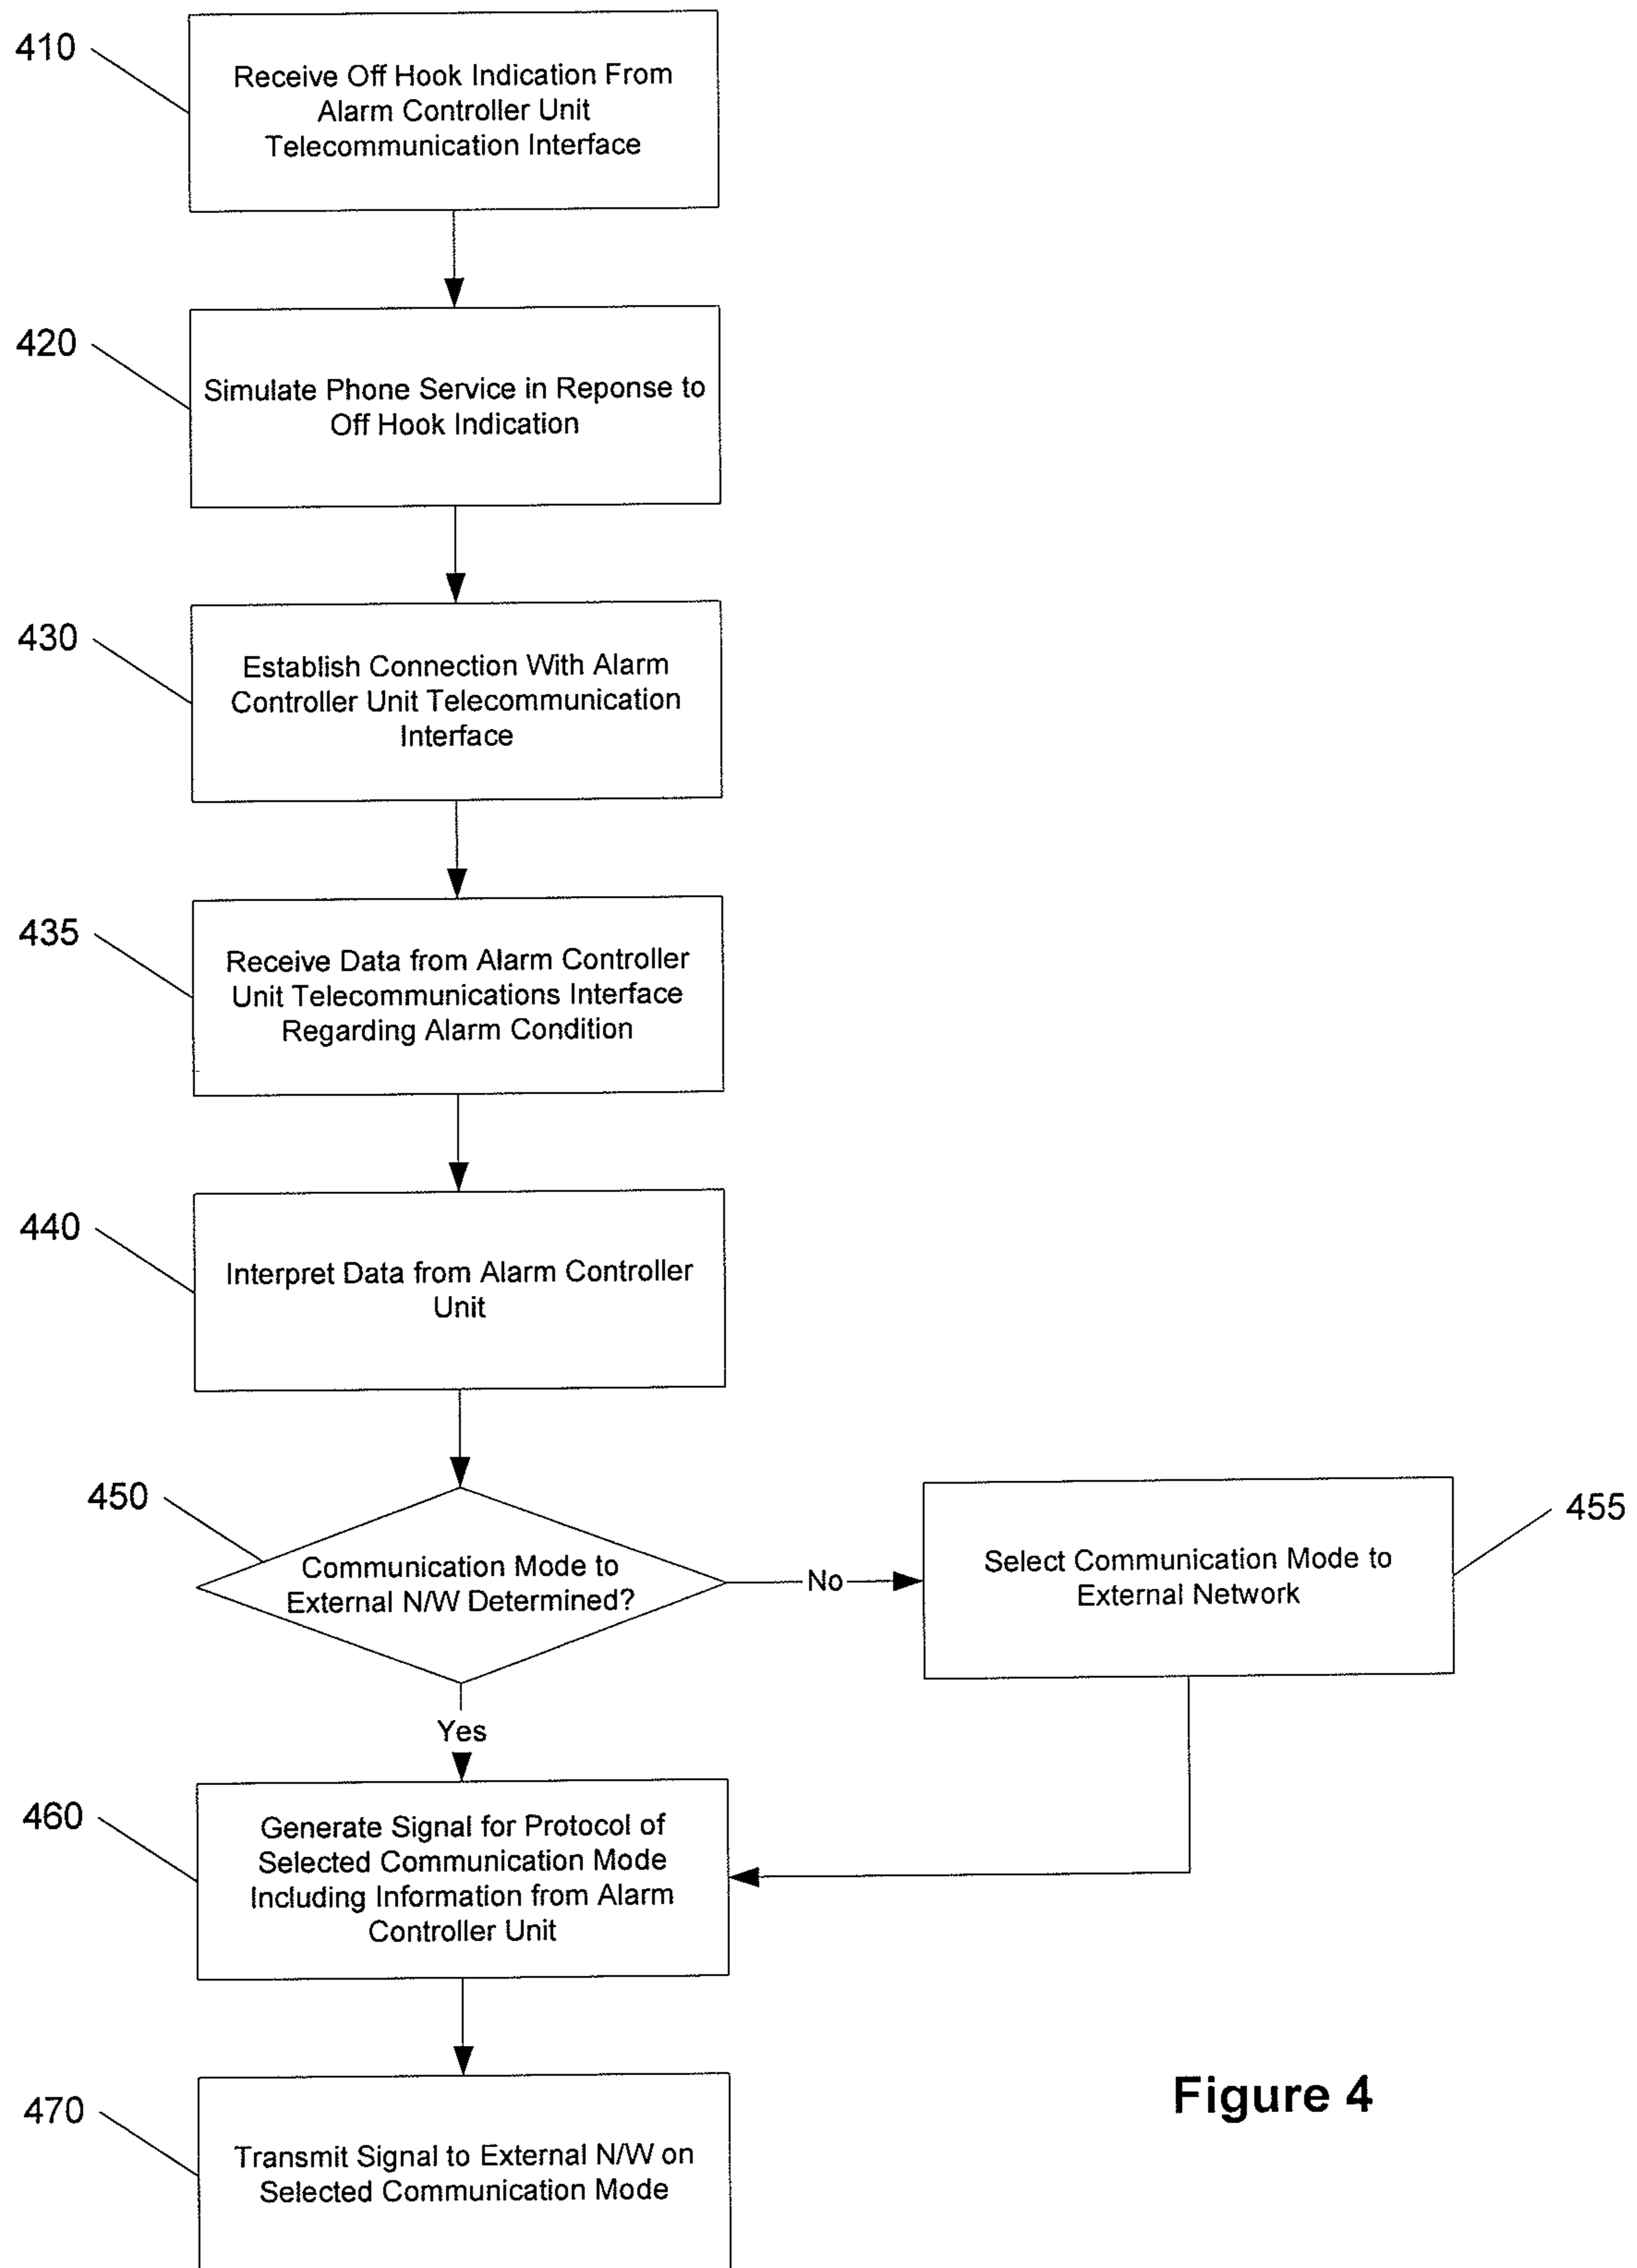 410
Receive Off Hook Indication From
Alarm Controller Unit
Telecommunication Interface
420
Simulate Phone Service in Reponse to
Off Hook Indication
430
Establish Connection With Alarm
Controller Unit Telecommunication
Interface
435
Receive Data from Alarm Controller
Unit Telecommunications Interface
Regarding Alarm Condition
440
Interpret Data from Alarm Controller
Unit
450
Communication Mode to
External N/W Determined?
No
Select Communication Mode to
External Network
455
Yes
460
Generate Signal for Protocol of
Selected Communication Mode
Including Information from Alarm
Controller Unit
470
Transmit Signal to External N/W on
Selected Communication Mode
Figure 4